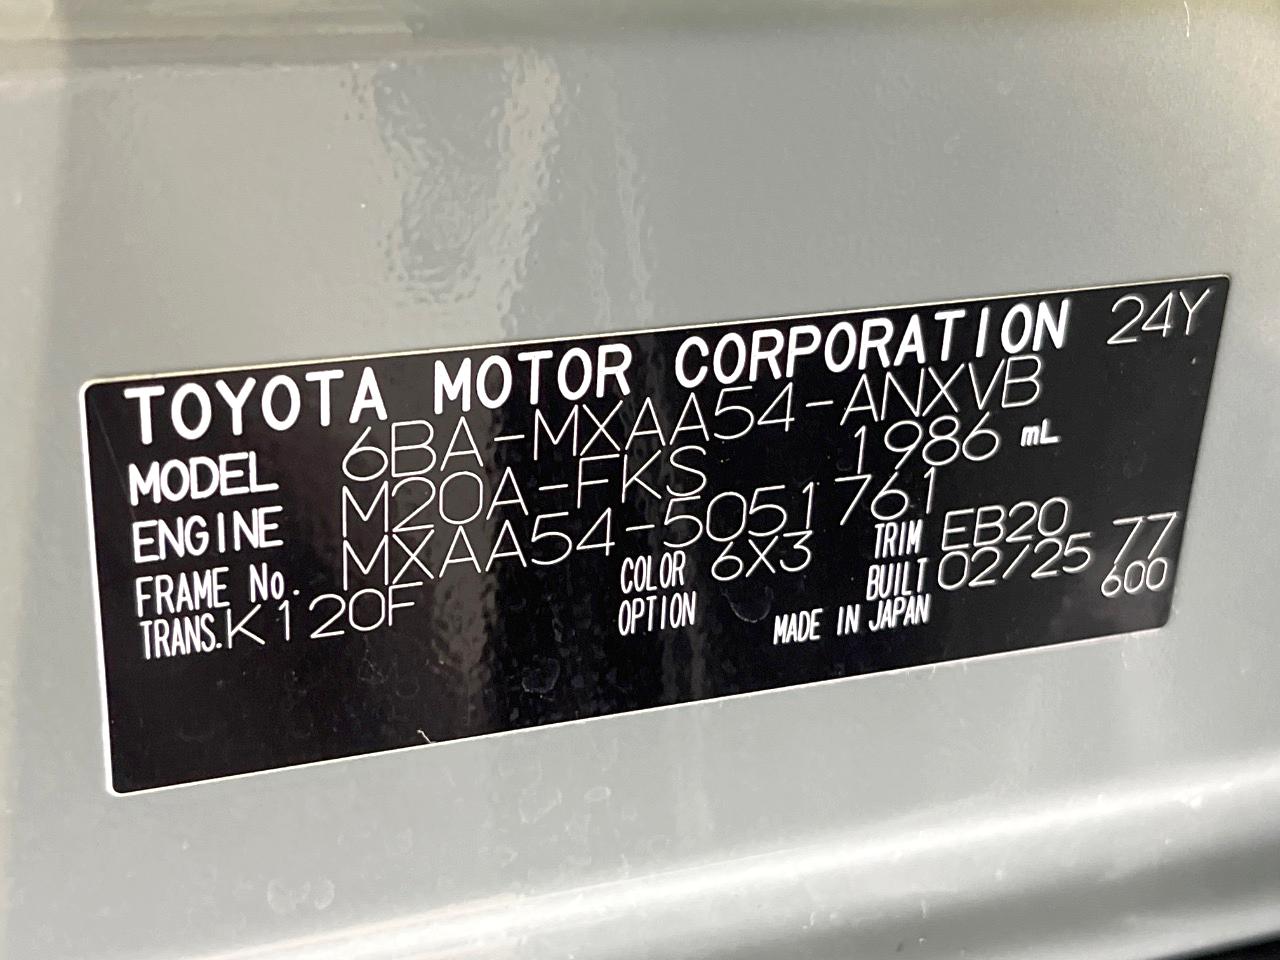 TOYOTA MOTOR CORPORATION 24Y
MODEL 6BA-MXAA54-ANXVB
ENGINE M20A-FKS 1986 mL
FRAME No. MXAA54-5051761
TRANS. K120F COLOR 6X3 TRIM EB20
OPTION BUILT 02/25 77
MADE IN JAPAN 600